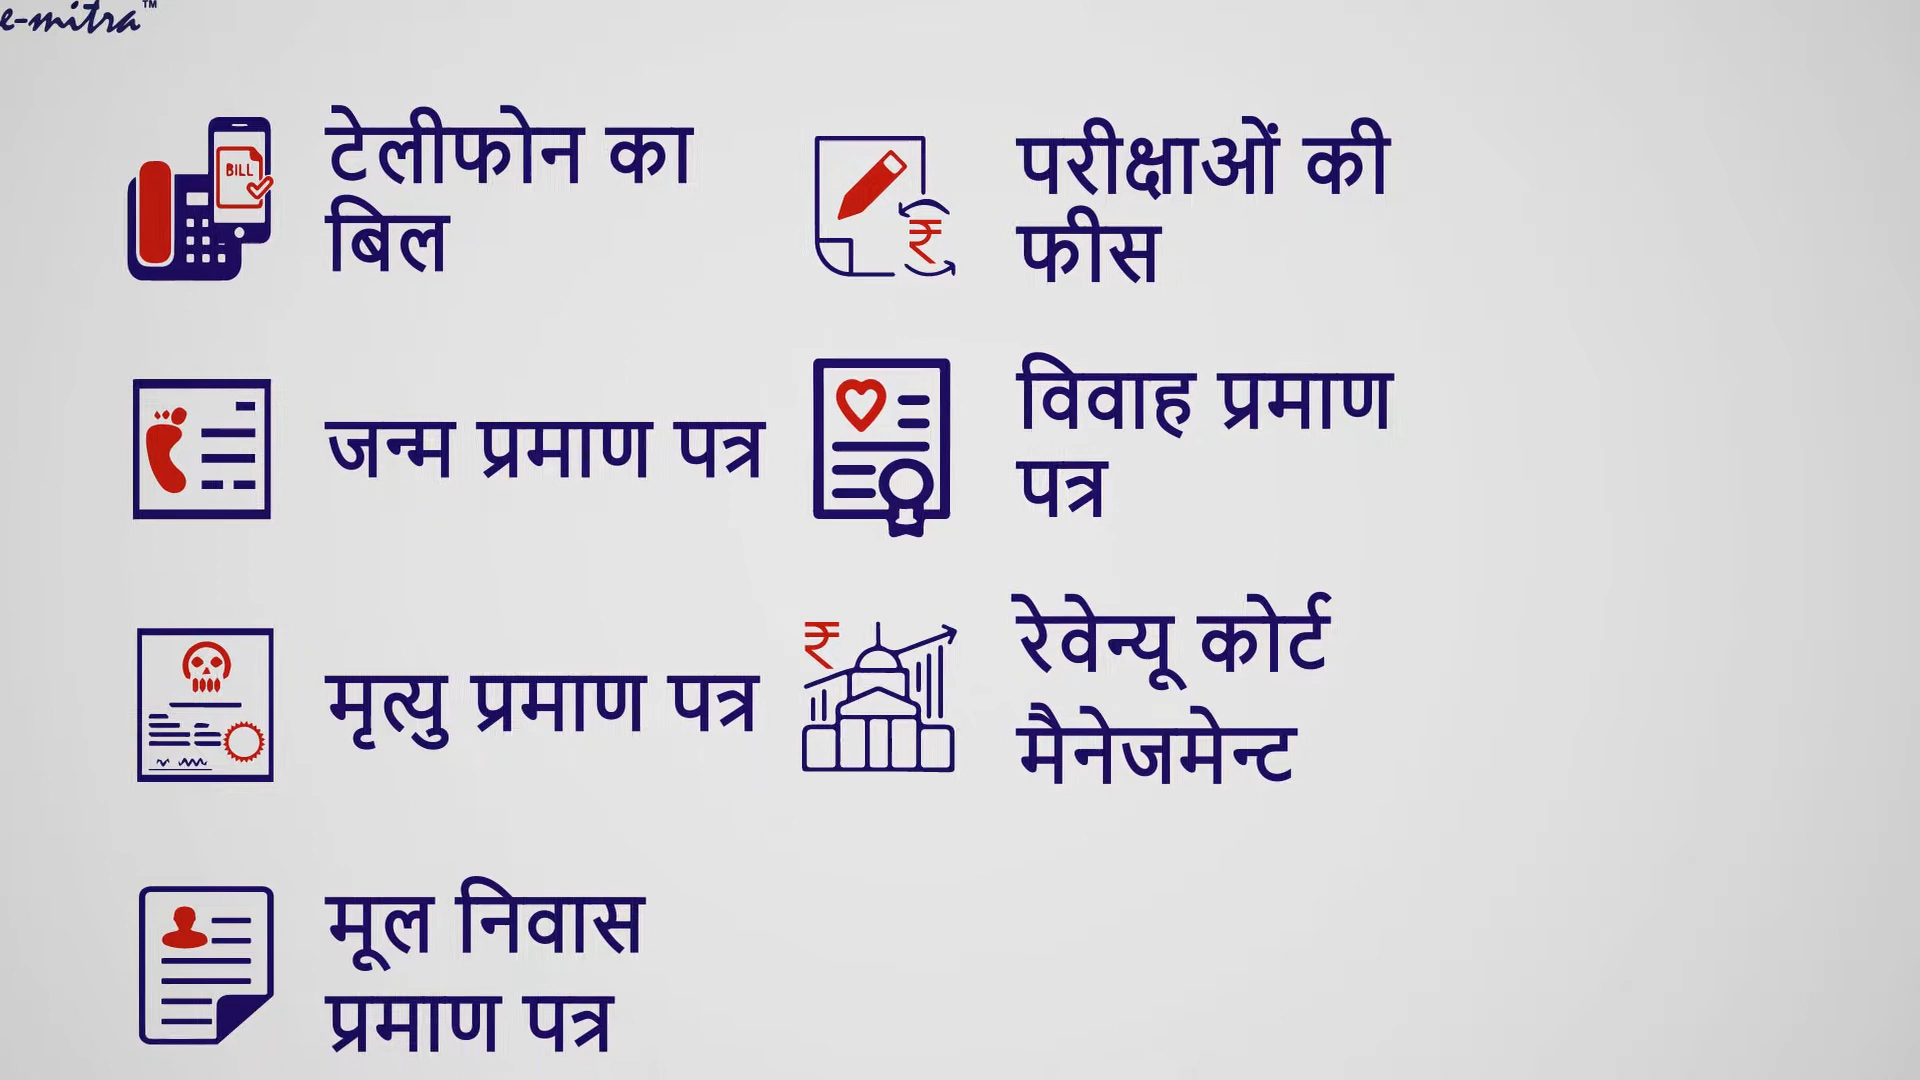 e-mitra™
टेलीफोन का
बिल
BILL
परीक्षाओं की
फीस
₹
जन्म प्रमाण पत्र
विवाह प्रमाण
पत्र
मृत्यु प्रमाण पत्र
₹
रेवेन्यू कोर्ट
मैनेजमेन्ट
मूल निवास
प्रमाण पत्र